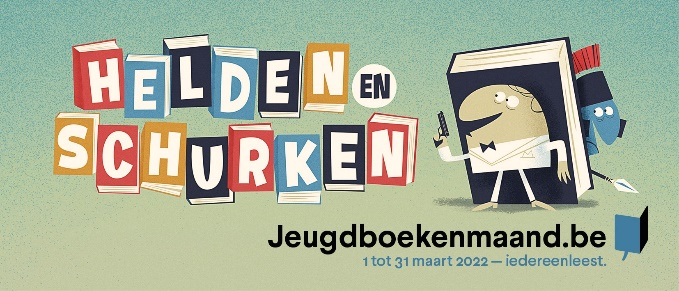 HELDEN EN
SCHURKEN
Jeugdboekenmaand.be
1 tot 31 maart 2022 – iedereenleest.